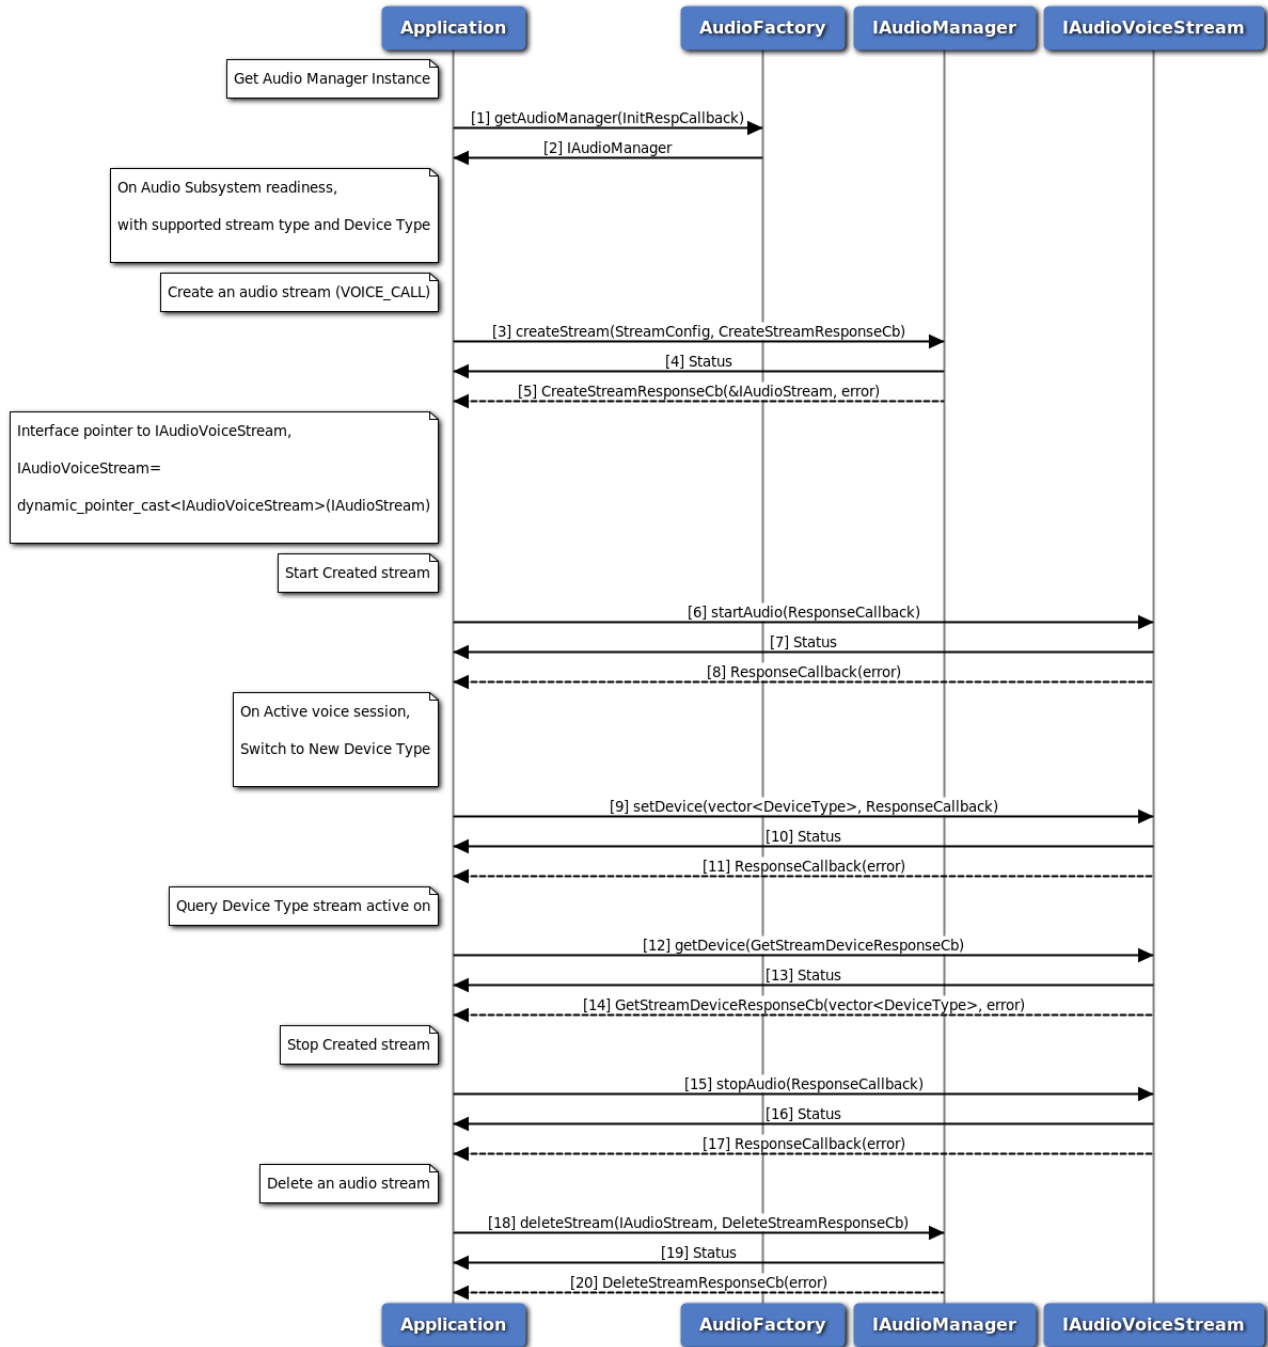 Application
AudioFactory
IAudioManager
IAudioVoiceStream
Get Audio Manager Instance
[1] getAudioManager(InitRespCallback)
[2] IAudioManager
On Audio Subsystem readiness,
with supported stream type and Device Type
Create an audio stream (VOICE_CALL)
[3] createStream(StreamConfig, CreateStreamResponseCb)
[4] Status
[5] CreateStreamResponseCb(&IAudioStream, error)
Interface pointer to IAudioVoiceStream,
IAudioVoiceStream=
dynamic_pointer_cast<IAudioVoiceStream>(IAudioStream)
Start Created stream
[6] startAudio(ResponseCallback)
[7] Status
[8] ResponseCallback(error)
On Active voice session,
Switch to New Device Type
[9] setDevice(vector<DeviceType>, ResponseCallback)
[10] Status
[11] ResponseCallback(error)
Query Device Type stream active on
[12] getDevice(GetStreamDeviceResponseCb)
[13] Status
[14] GetStreamDeviceResponseCb(vector<DeviceType>, error)
Stop Created stream
[15] stopAudio(ResponseCallback)
[16] Status
[17] ResponseCallback(error)
Delete an audio stream
[18] deleteStream(IAudioStream, DeleteStreamResponseCb)
[19] Status
[20] DeleteStreamResponseCb(error)
Application
AudioFactory
IAudioManager
IAudioVoiceStream